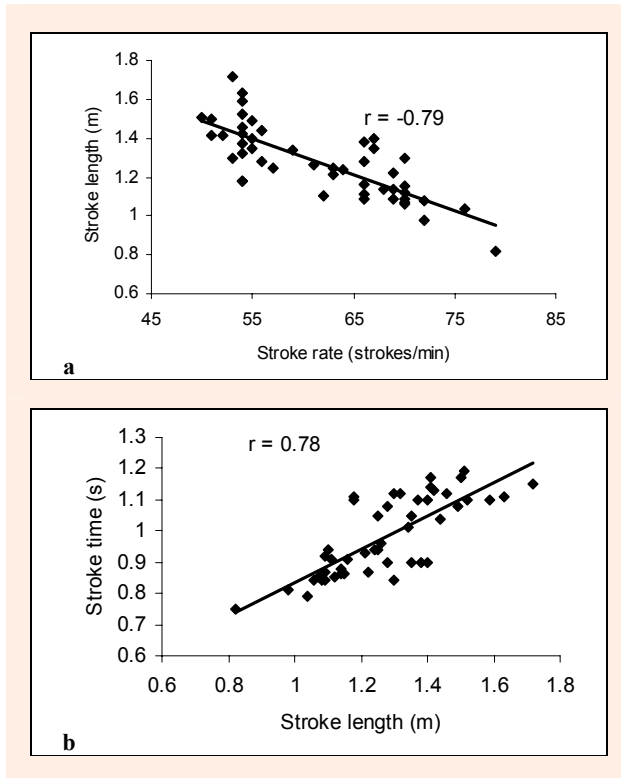 1.8
1.6
1.4
1.2
1
0.8
0.6
Stroke length (m)
r = -0.79
45 55 65 75 85
Stroke rate (strokes/min)
a
1.3
1.2
1.1
1
0.9
0.8
0.7
0.6
Stroke time (s)
r = 0.78
0.6 0.8 1 1.2 1.4 1.6 1.8
Stroke length (m)
b